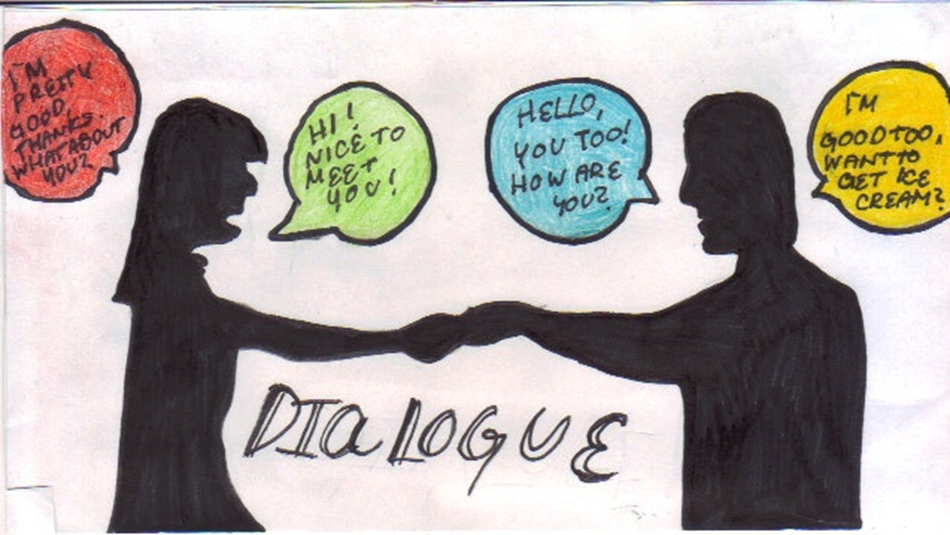 HI!
NICE TO
MEET
YOU!
HELLO,
YOU TOO!
HOW ARE
YOU?
I'M
PRETTY
GOOD,
THANKS.
WHAT ABOUT
YOU?
I'M
GOOD TOO,
WANT TO
GET ICE
CREAM?
DIALOGUE